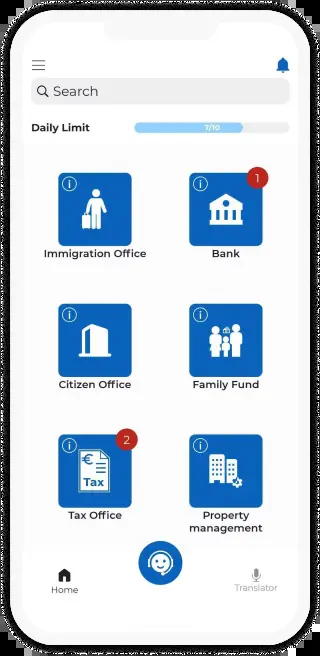 Search
Daily Limit
7/10
i
i
1
Immigration Office
Bank
i
i
Citizen Office
Family Fund
i
2
i
€
Tax
Tax Office
Property
management
Home
Translator